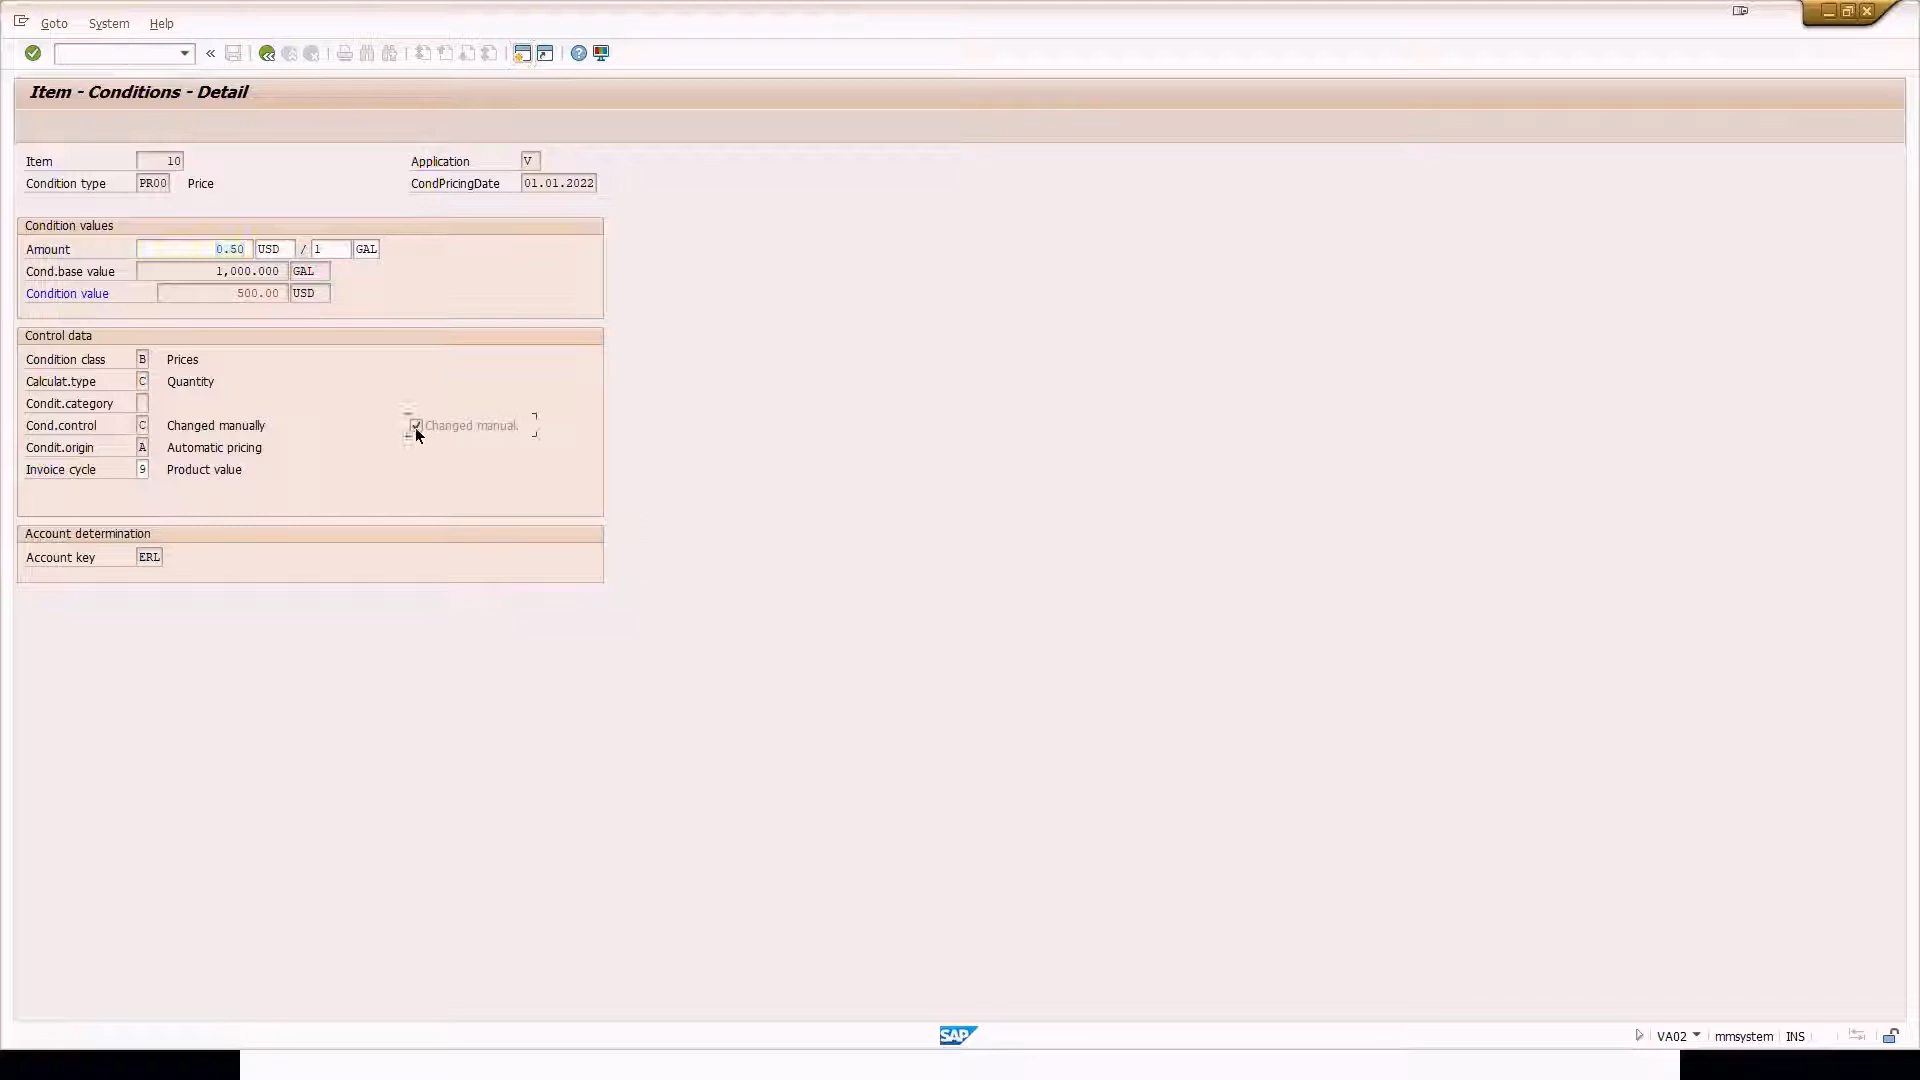 Goto System Help
Item - Conditions - Detail
Item 10 Application V
Condition type PR00 Price CondPricingDate 01.01.2022
Condition values
Amount 0.50 USD / 1 GAL
Cond.base value 1,000.000 GAL
Condition value 500.00 USD
Control data
Condition class B Prices
Calculat.type C Quantity
Condit.category
Cond.control C Changed manually Changed manual.
Condit.origin A Automatic pricing
Invoice cycle 9 Product value
Account determination
Account key ERL
SAP VA02 mmsystem INS